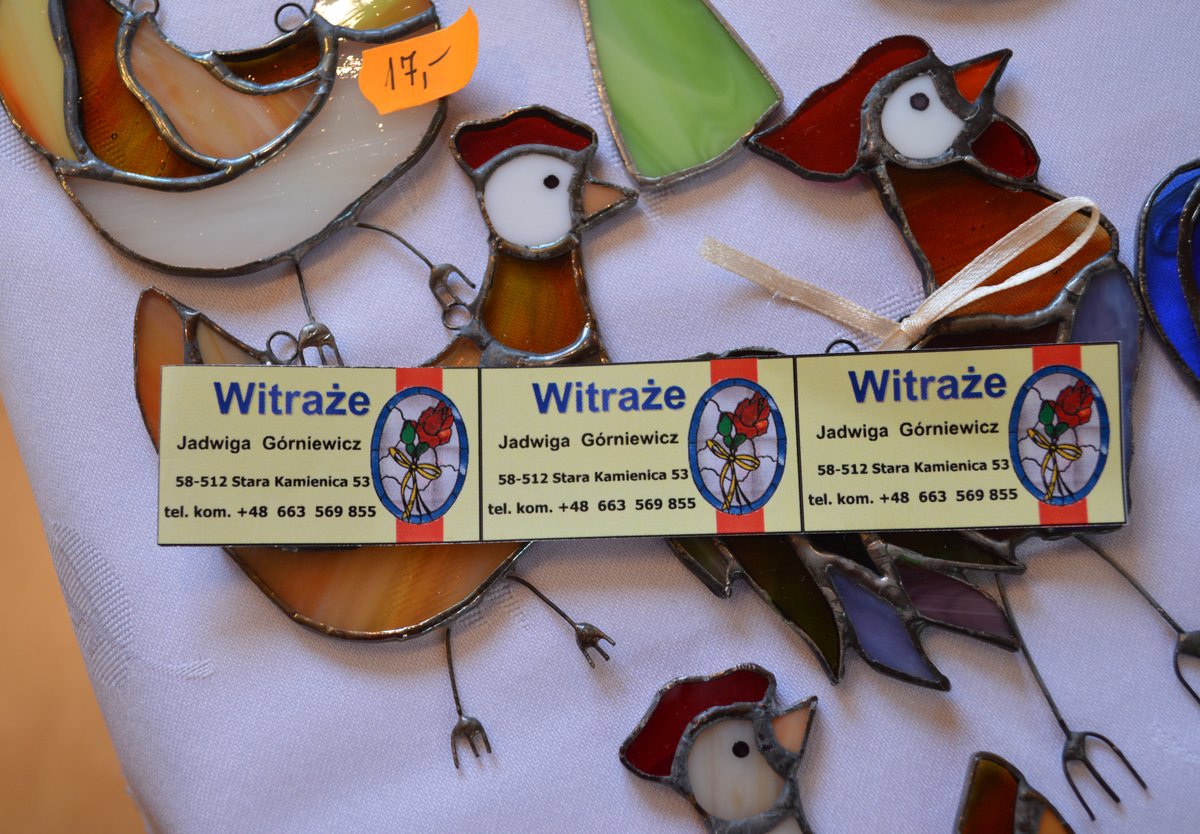 17,-
Witraże
Jadwiga Górniewicz
58-512 Stara Kamienica 53
tel. kom. +48 663 569 855
Witraże
Jadwiga Górniewicz
58-512 Stara Kamienica 53
tel. kom. +48 663 569 855
Witraże
Jadwiga Górniewicz
58-512 Stara Kamienica 53
tel. kom. +48 663 569 855